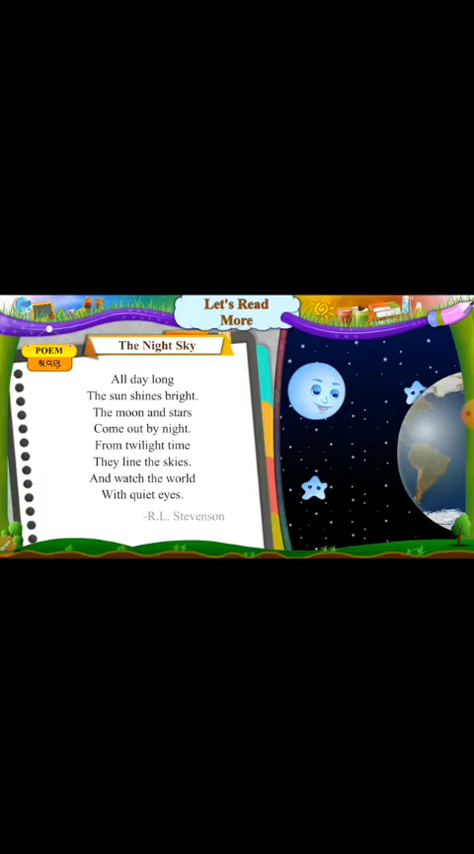 Let's Read
More
The Night Sky
POEM
શ્રવણ
All day long
The sun shines bright.
The moon and stars
Come out by night.
From twilight time
They line the skies.
And watch the world
With quiet eyes.
-R.L. Stevenson